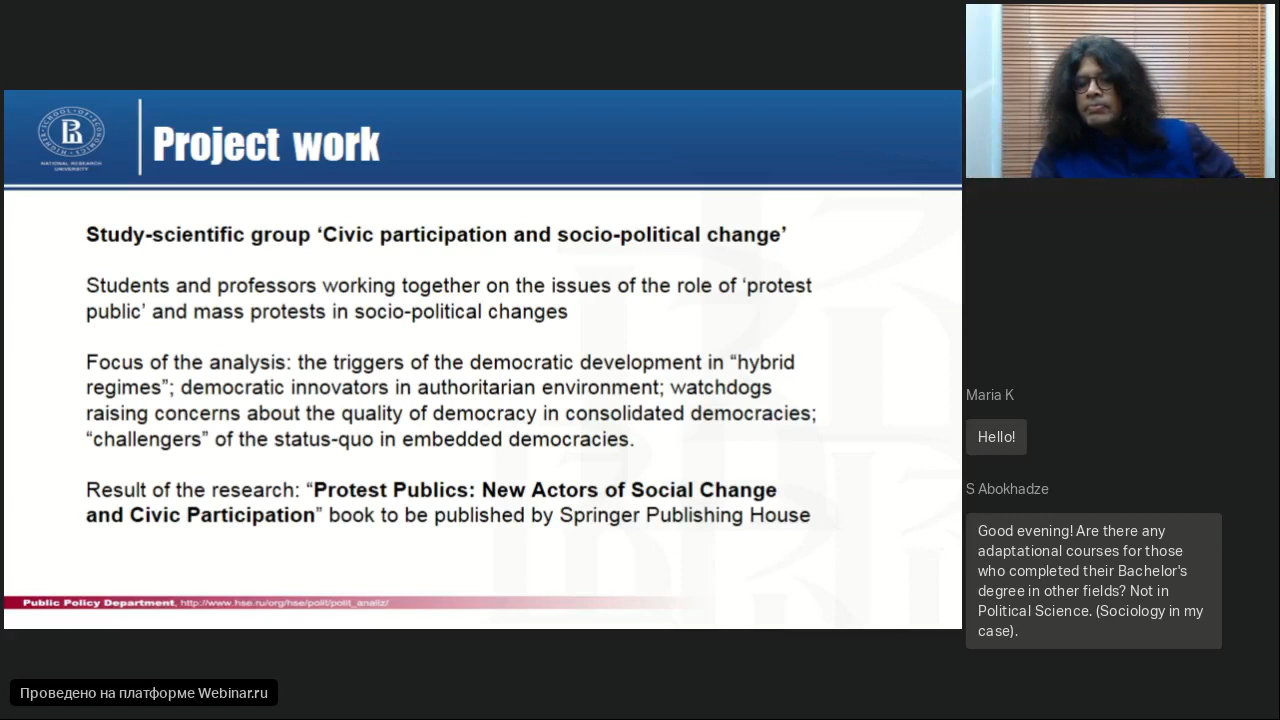 HIGHER SCHOOL OF ECONOMICS
NATIONAL RESEARCH
UNIVERSITY
Project work
Study-scientific group ‘Civic participation and socio-political change’
Students and professors working together on the issues of the role of ‘protest
public’ and mass protests in socio-political changes
Focus of the analysis: the triggers of the democratic development in “hybrid
regimes”; democratic innovators in authoritarian environment; watchdogs
raising concerns about the quality of democracy in consolidated democracies;
“challengers” of the status-quo in embedded democracies.
Result of the research: “Protest Publics: New Actors of Social Change
and Civic Participation” book to be published by Springer Publishing House
Public Policy Department, http://www.hse.ru/org/hse/polit/polit_analiz/
Maria K
Hello!
S Abokhadze
Good evening! Are there any
adaptational courses for those
who completed their Bachelor's
degree in other fields? Not in
Political Science. (Sociology in my
case).
Проведено на платформе Webinar.ru